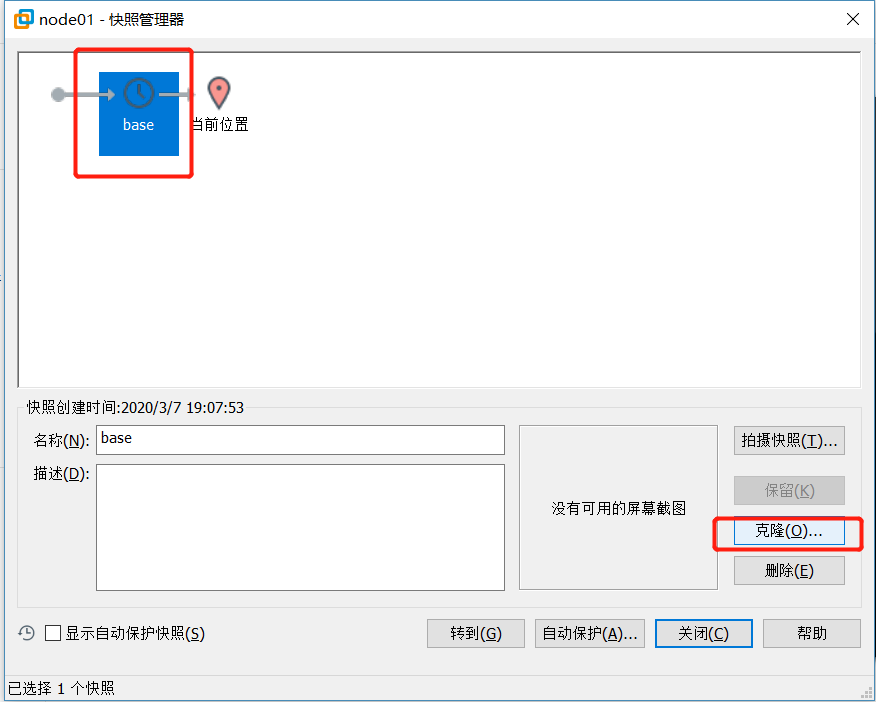 node01 - 快照管理器
base
当前位置
快照创建时间:2020/3/7 19:07:53
名称(N): base
描述(D):
没有可用的屏幕截图
拍摄快照(T)...
保留(K)
克隆(O)...
删除(E)
显示自动保护快照(S)
转到(G) 自动保护(A)... 关闭(C) 帮助
已选择 1 个快照